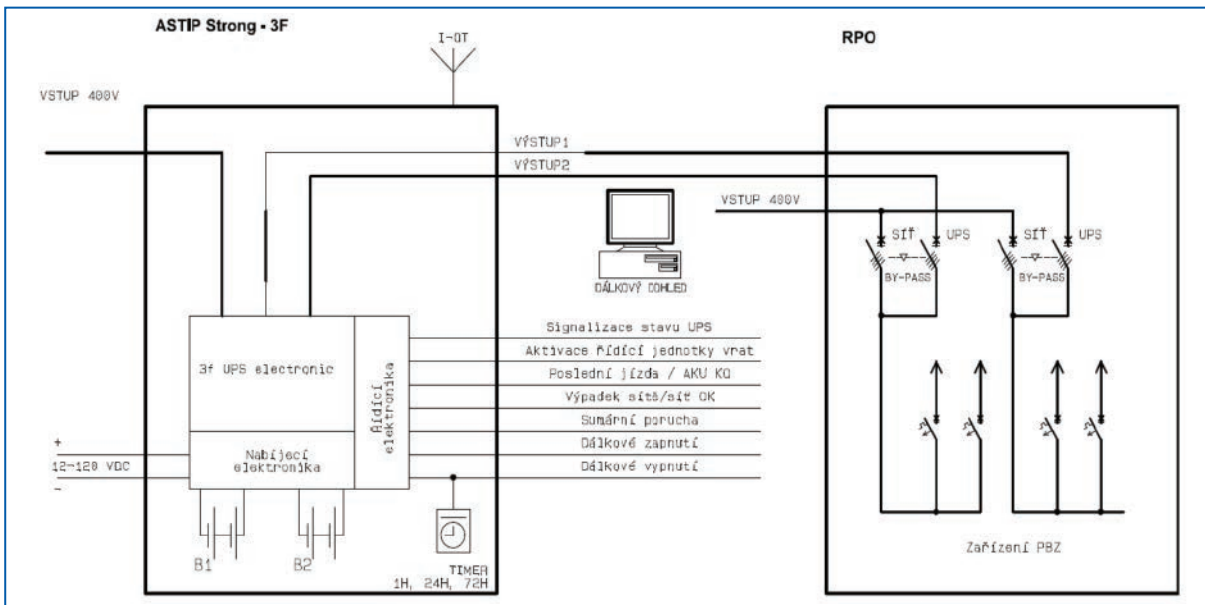 ASTIP Strong - 3F
RPO
I-OT
VSTUP 400V
VÝSTUP1
VÝSTUP2
VSTUP 400V
SÍŤ
UPS
SÍŤ
UPS
BY-PASS
BY-PASS
DÁLKOVÝ DOHLED
Signalizace stavu UPS
Aktivace řídící jednotky vrat
Poslední jízda / AKU KO
Výpadek sítě/síť OK
Sumární porucha
Dálkové zapnutí
Dálkové vypnutí
3f UPS electronic
Řídící
elektronika
Nabíjecí
elektronika
+
12-120 VDC
-
B1
B2
TIMER
1H, 24H, 72H
Zařízení PBZ